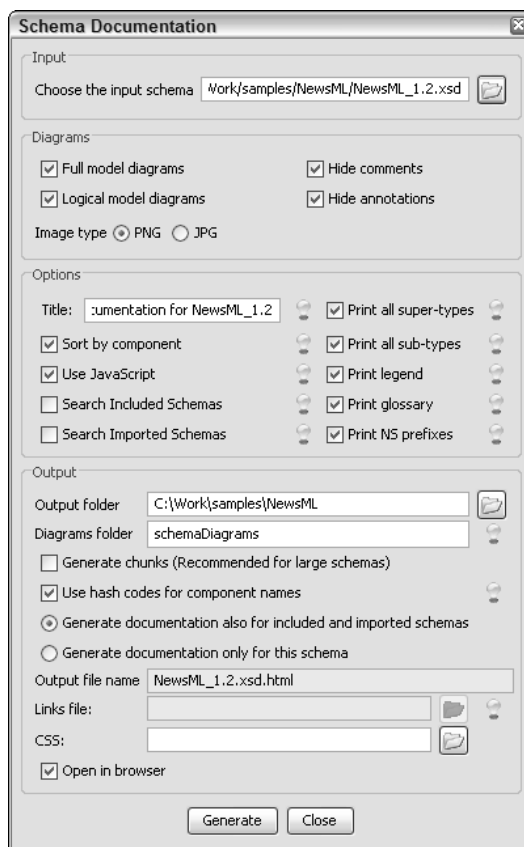 Schema Documentation
Input
Choose the input schema Work/samples/NewsML/NewsML_1.2.xsd
Diagrams
Full model diagrams Hide comments
Logical model diagrams Hide annotations
Image type PNG JPG
Options
Title: :umentation for NewsML_1.2 Print all super-types
Sort by component Print all sub-types
Use JavaScript Print legend
Search Included Schemas Print glossary
Search Imported Schemas Print NS prefixes
Output
Output folder C:\Work\samples\NewsML
Diagrams folder schemaDiagrams
Generate chunks (Recommended for large schemas)
Use hash codes for component names
Generate documentation also for included and imported schemas
Generate documentation only for this schema
Output file name NewsML_1.2.xsd.html
Links file:
CSS:
Open in browser
Generate Close